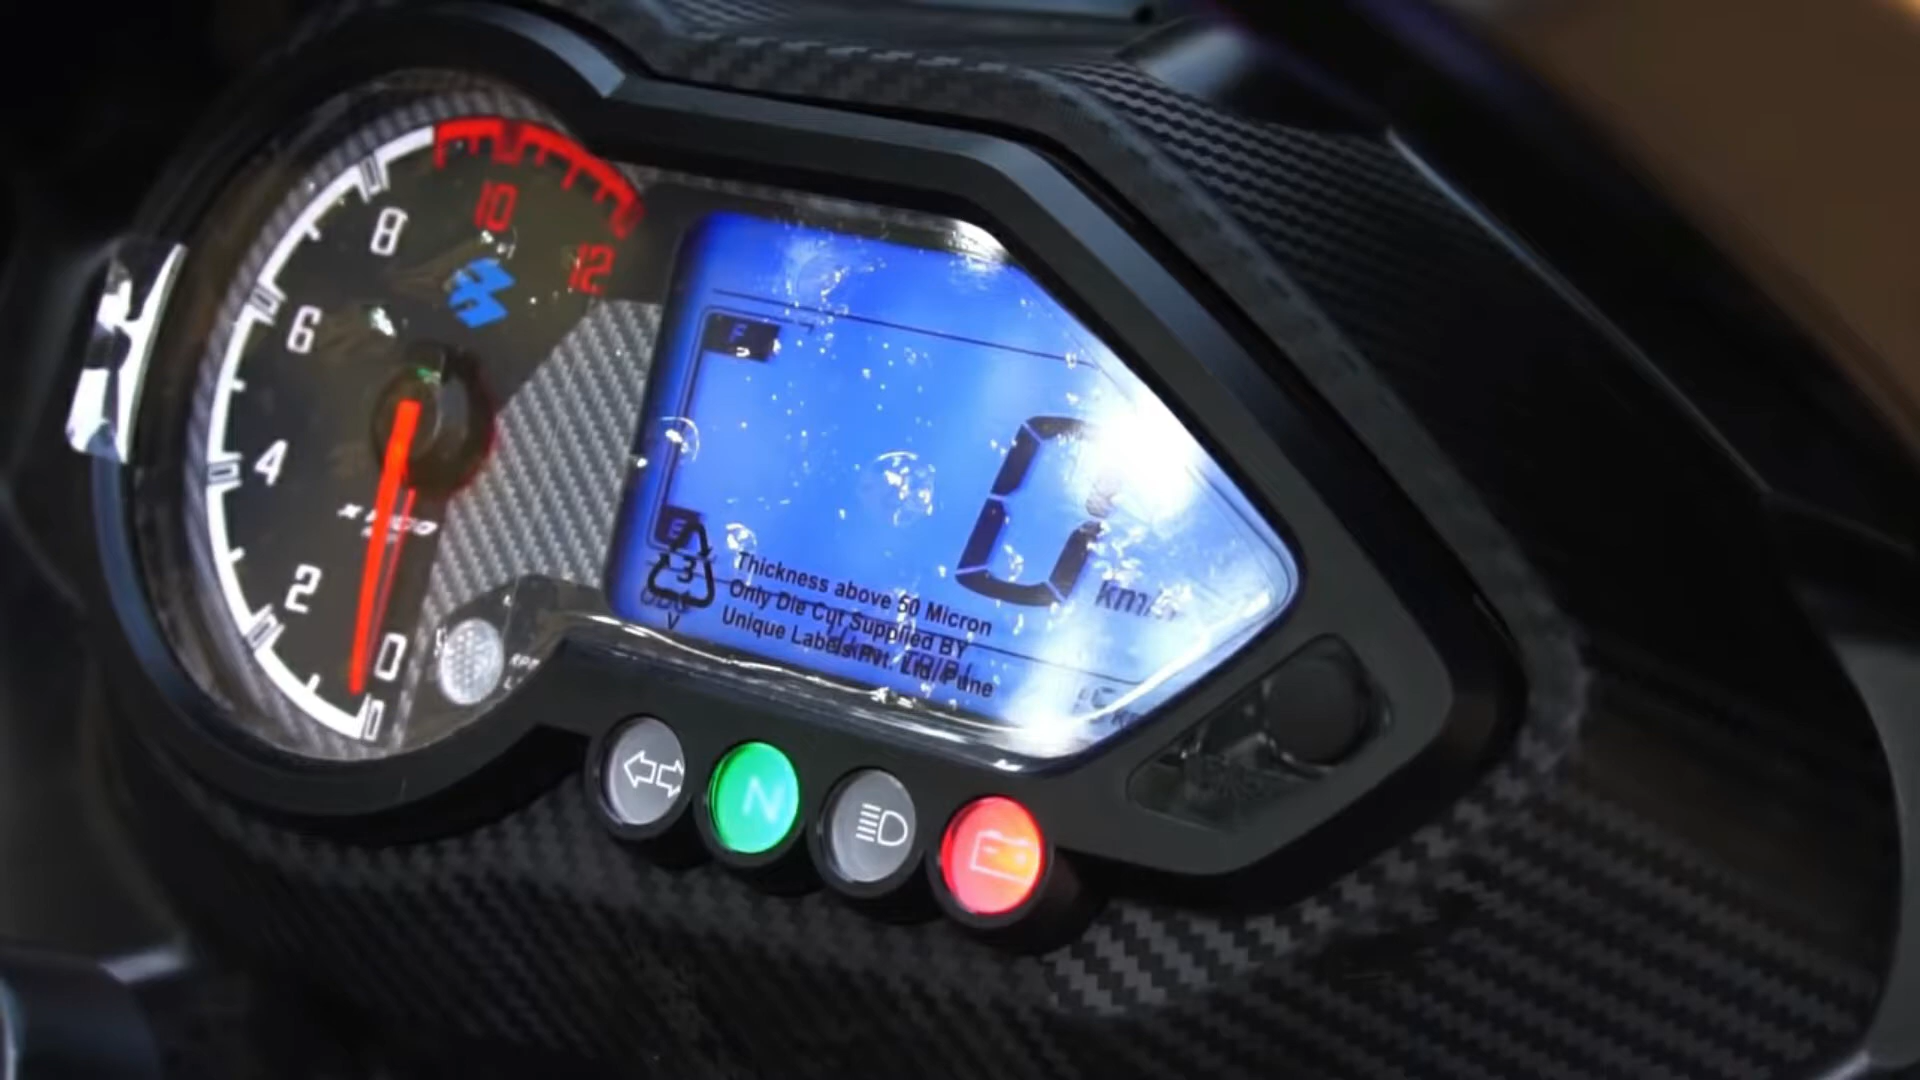 10
8
12
6
F
4
0
E
km/h
2
3
Thickness above 50 Micron
Only Die Cut Supplied BY
Unique Labels Pvt. Ltd. Pune
0
N